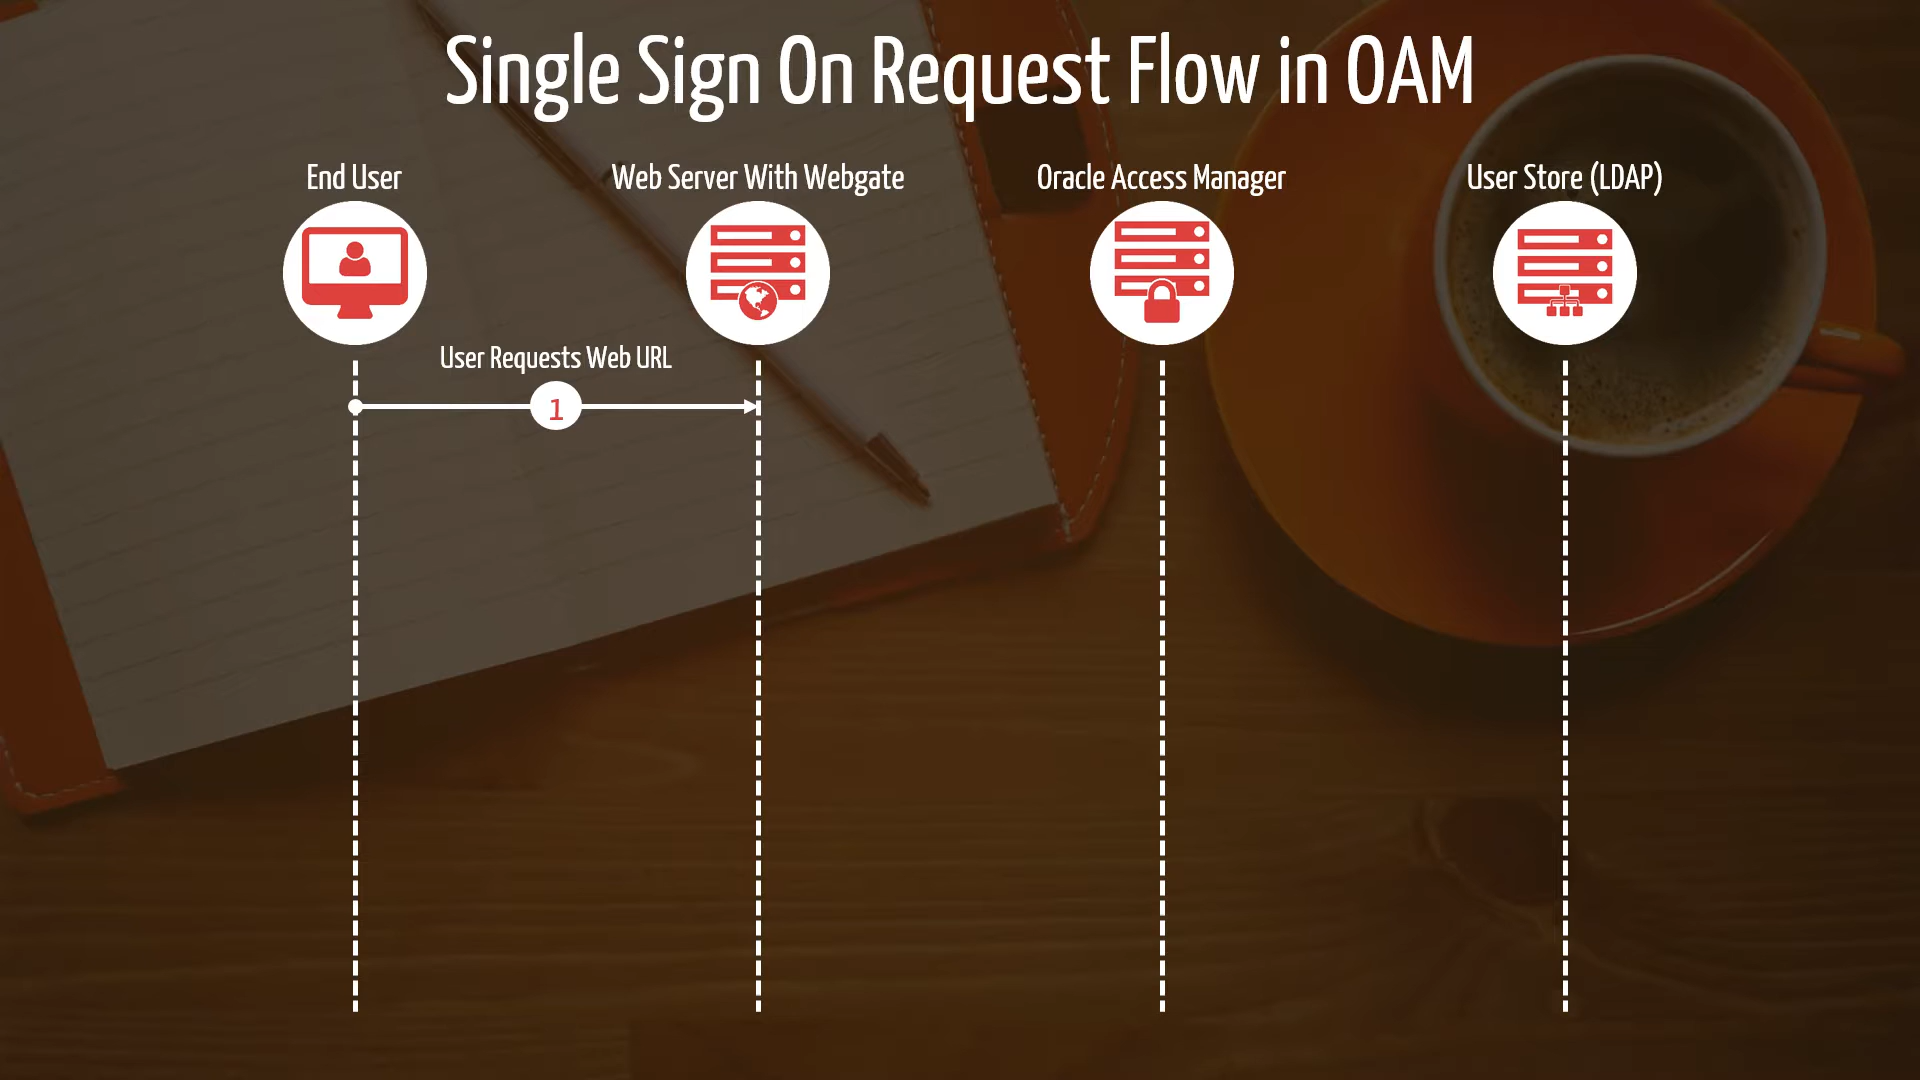 Single Sign On Request Flow in OAM
End User
Web Server With Webgate
Oracle Access Manager
User Store (LDAP)
User Requests Web URL
1